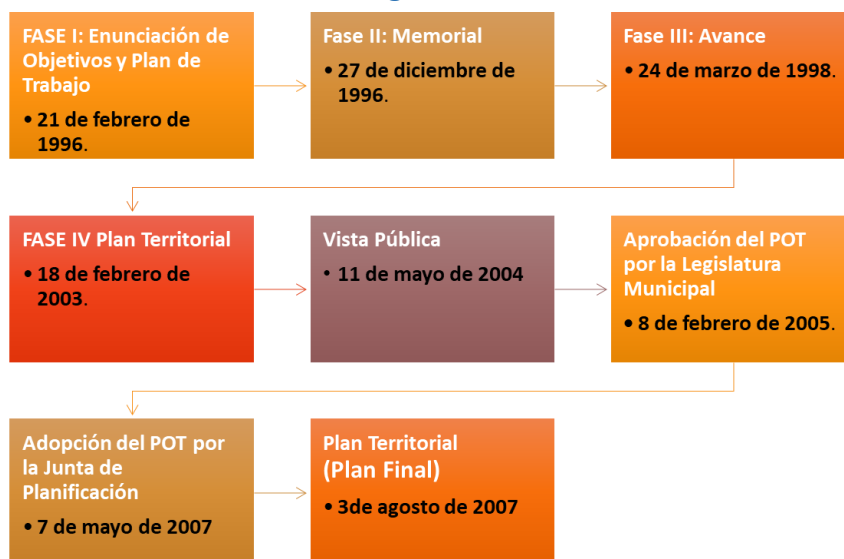 FASE I: Enunciación de
Objetivos y Plan de
Trabajo
• 21 de febrero de
1996.
Fase II: Memorial
• 27 de diciembre de
1996.
Fase III: Avance
• 24 de marzo de 1998.
FASE IV Plan Territorial
• 18 de febrero de
2003.
Vista Pública
• 11 de mayo de 2004
Aprobación del POT
por la Legislatura
Municipal
• 8 de febrero de 2005.
Adopción del POT por
la Junta de
Planificación
• 7 de mayo de 2007
Plan Territorial
(Plan Final)
• 3de agosto de 2007